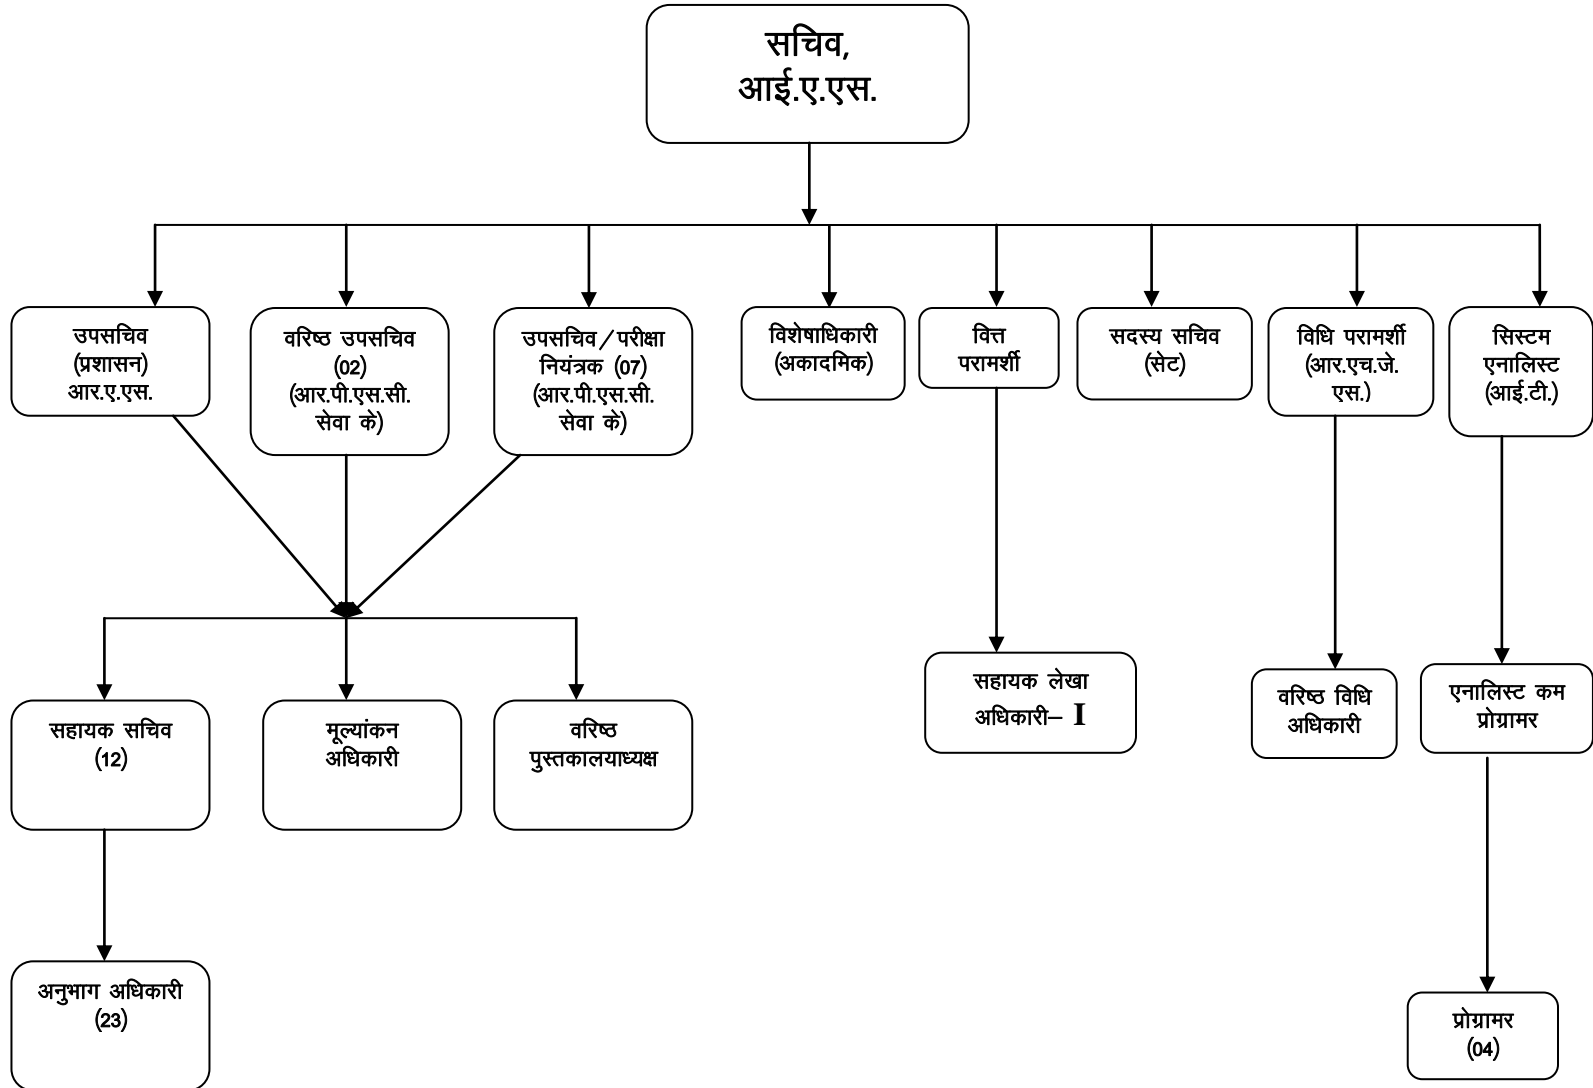 सचिव,
आई.ए.एस.
उपसचिव
(प्रशासन)
आर.ए.एस.
वरिष्ठ उपसचिव
(02)
(आर.पी.एस.सी.
सेवा के)
उपसचिव/परीक्षा
नियंत्रक (07)
(आर.पी.एस.सी.
सेवा के)
विशेषाधिकारी
(अकादमिक)
वित्त
परामर्शी
सदस्य सचिव
(सेट)
विधि परामर्शी
(आर.एच.जे.
एस.)
सिस्टम
एनालिस्ट
(आई.टी.)
सहायक सचिव
(12)
मूल्यांकन
अधिकारी
वरिष्ठ
पुस्तकालयाध्यक्ष
सहायक लेखा
अधिकारी– I
वरिष्ठ विधि
अधिकारी
एनालिस्ट कम
प्रोग्रामर
अनुभाग अधिकारी
(23)
प्रोग्रामर
(04)